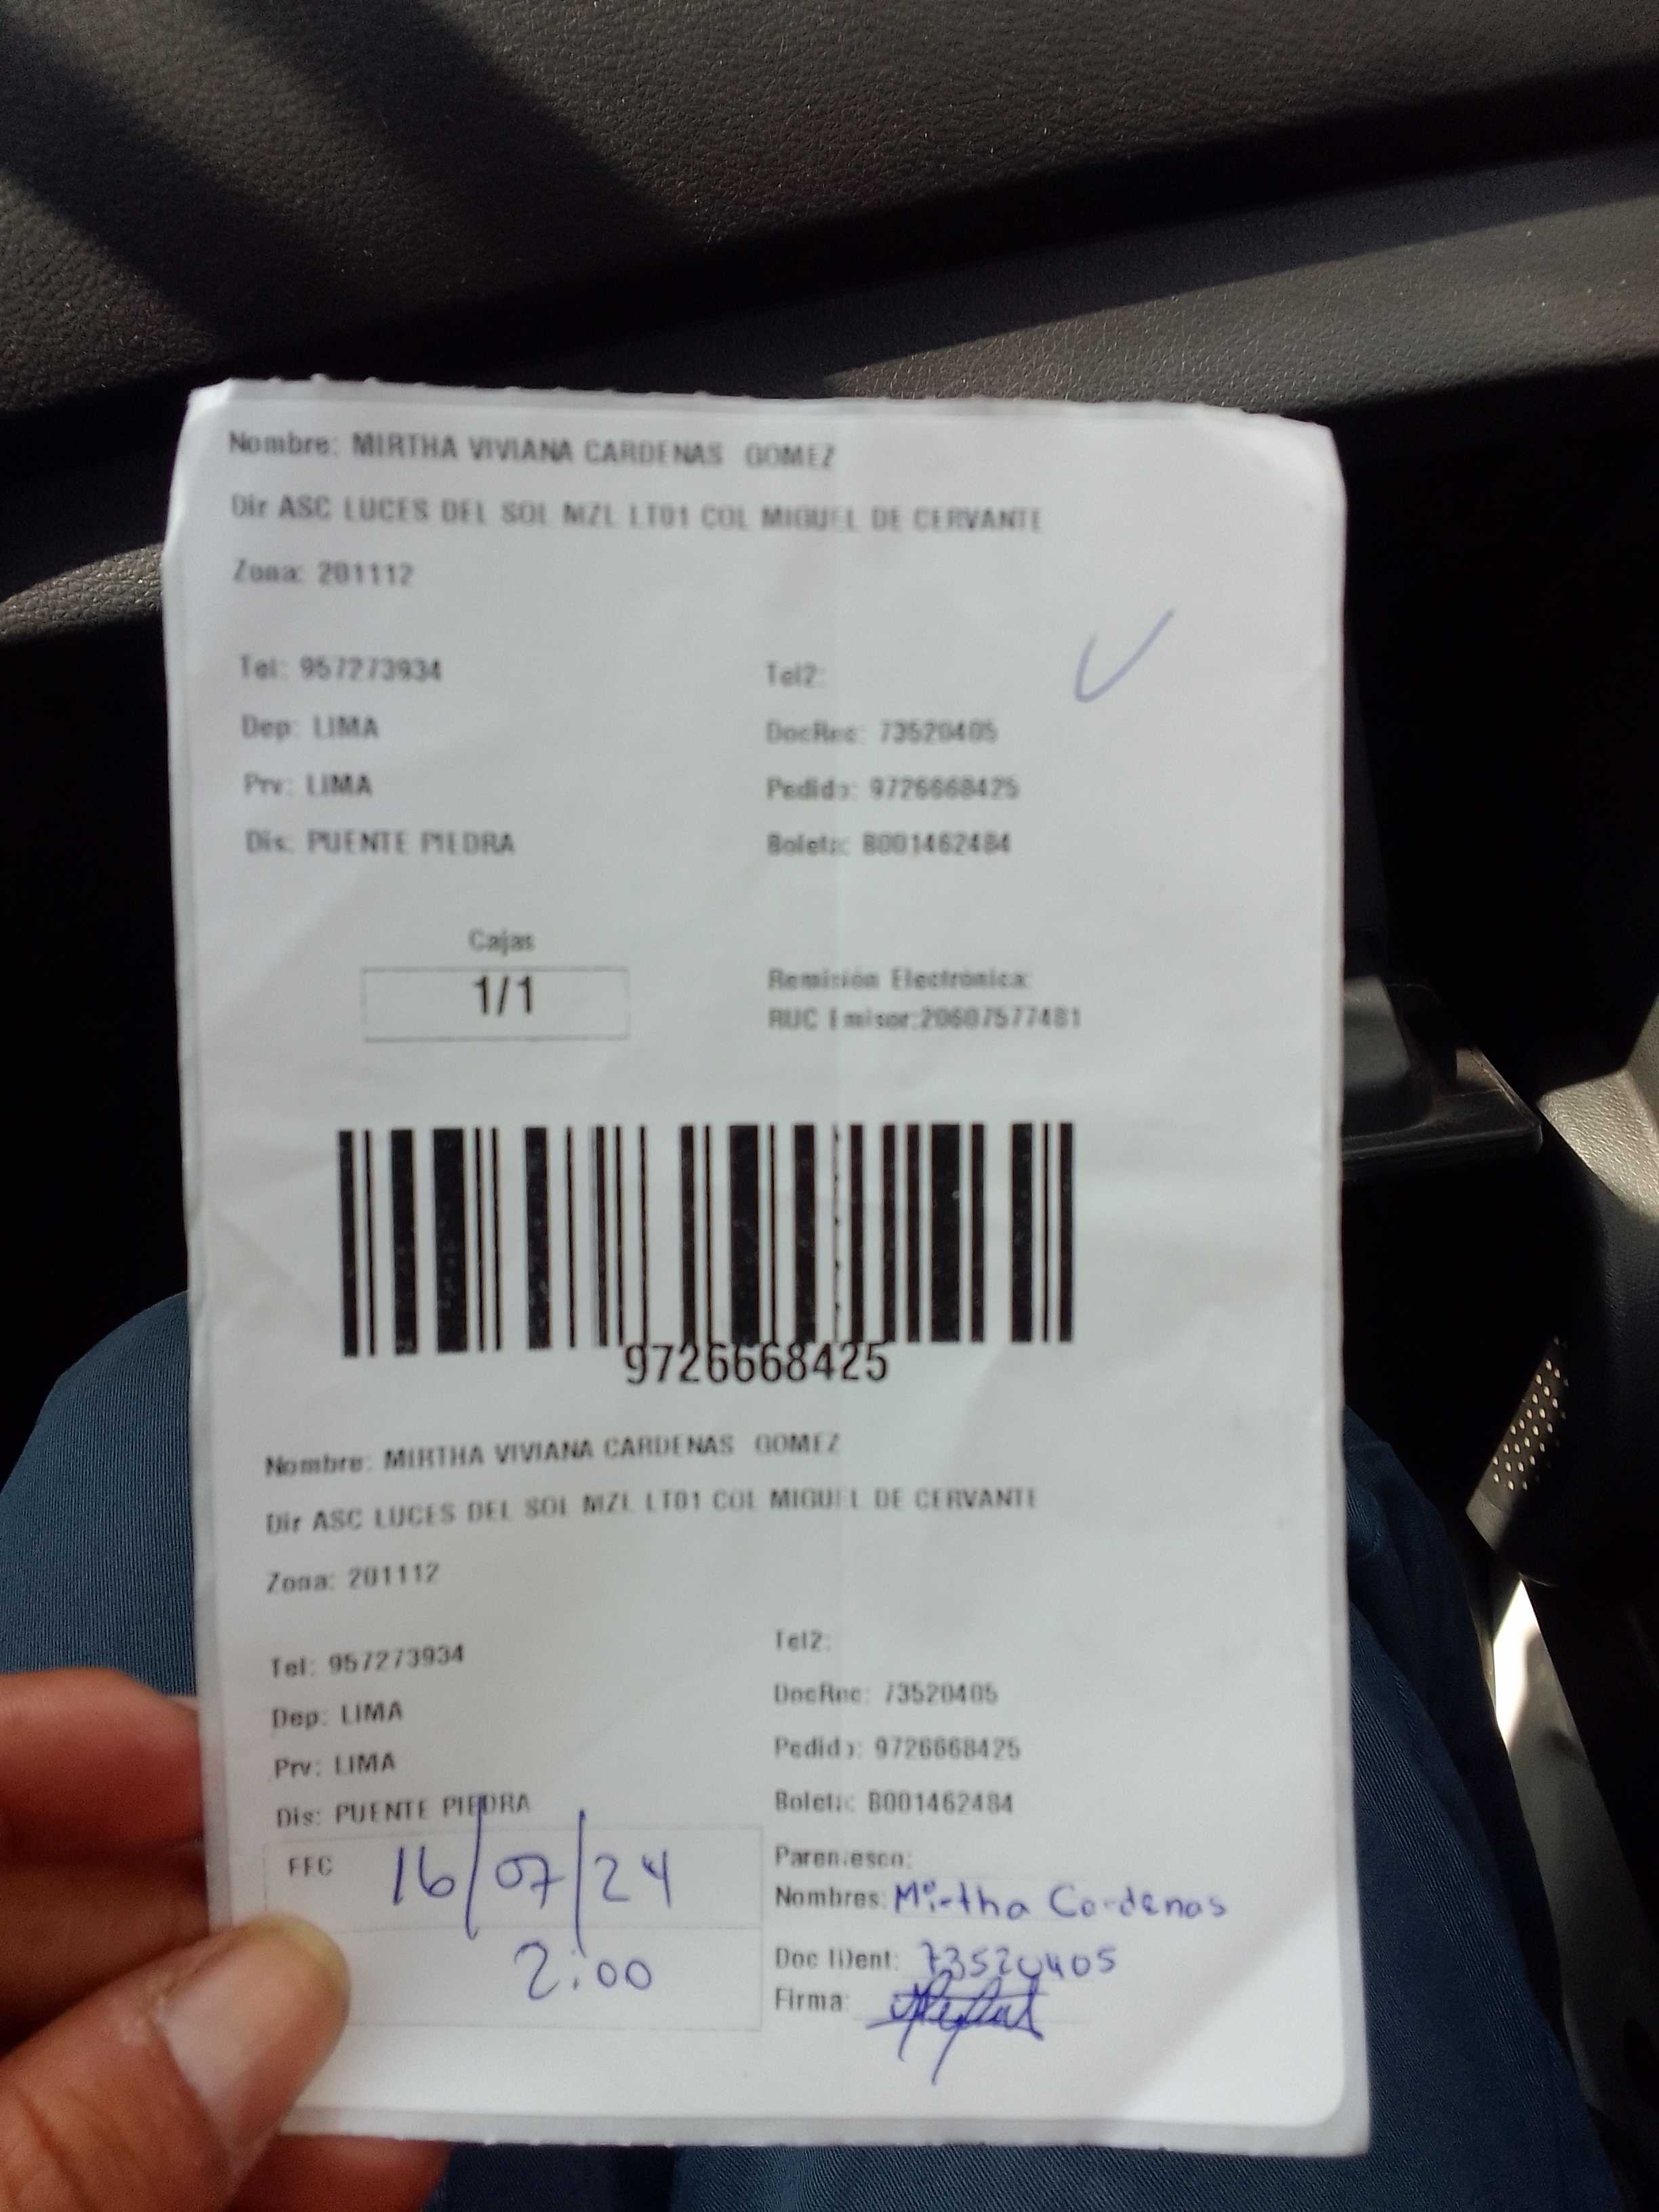 Nombre: MIRTHA VIVIANA CARDENAS GOMEZ
Dir ASC LUCES DEL SOL MZL LT01 COL MIGUEL DE CERVANTE
Zona: 201112
Tel: 957273934 Tel2:
Dep: LIMA DocRec: 73520405
Prv: LIMA Pedido: 9726668425
Dis: PUENTE PIEDRA Boleta: B001462484
Cajas
1/1
Remisión Electrónica:
RUC Emisor:20607577481
9726668425
Nombre: MIRTHA VIVIANA CARDENAS GOMEZ
Dir ASC LUCES DEL SOL MZL LT01 COL MIGUEL DE CERVANTE
Zona: 201112
Tel: 957273934 Tel2:
Dep: LIMA DocRec: 73520405
Prv: LIMA Pedido: 9726668425
Dis: PUENTE PIEDRA Boleta: B001462484
FEC 16/07/24 Parentesco:
Nombres: Mirtha Cardenas
2:00 Doc Ident: 73520405
Firma: